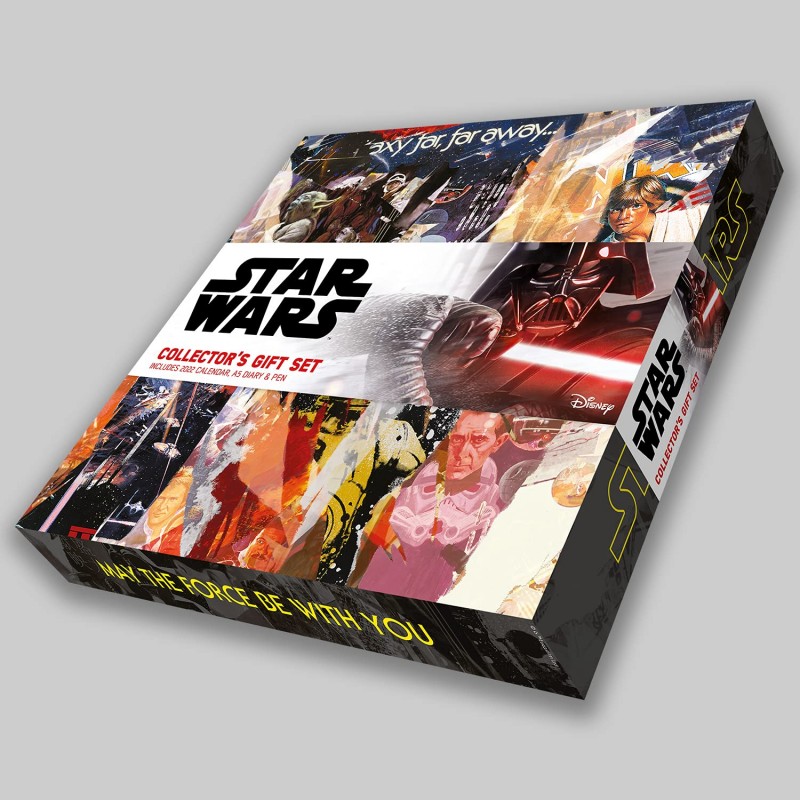 axy far, far away...
STAR
WARS
COLLECTOR'S GIFT SET
INCLUDES 2022 CALENDAR, A5 DIARY & PEN
Disney
MAY THE FORCE BE WITH YOU
STAR
WARS
COLLECTOR'S GIFT SET